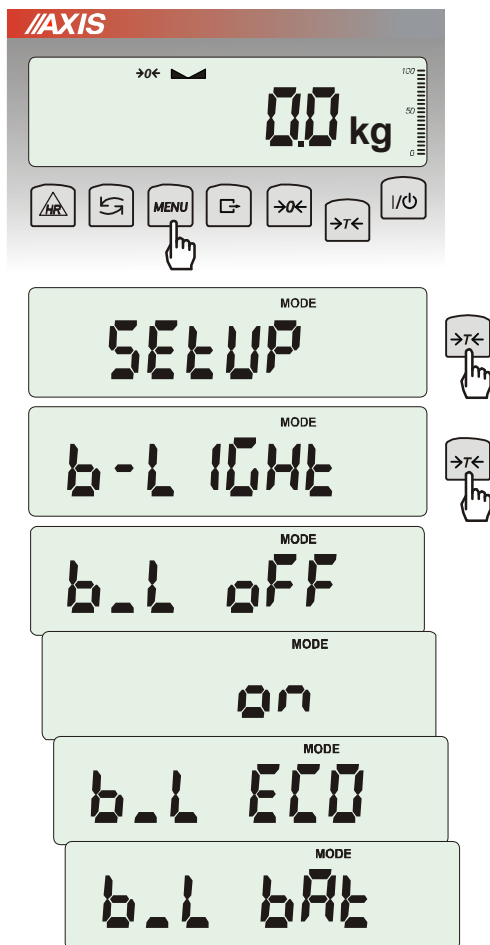 //AXIS
→0←
100
0.0 kg
50
0
HR MENU →0← →T← I/⏻
MODE
SEtUP →T←
MODE
b-LIGHt →T←
MODE
b_L oFF
MODE
on
MODE
b_L ECO
MODE
b_L bAt